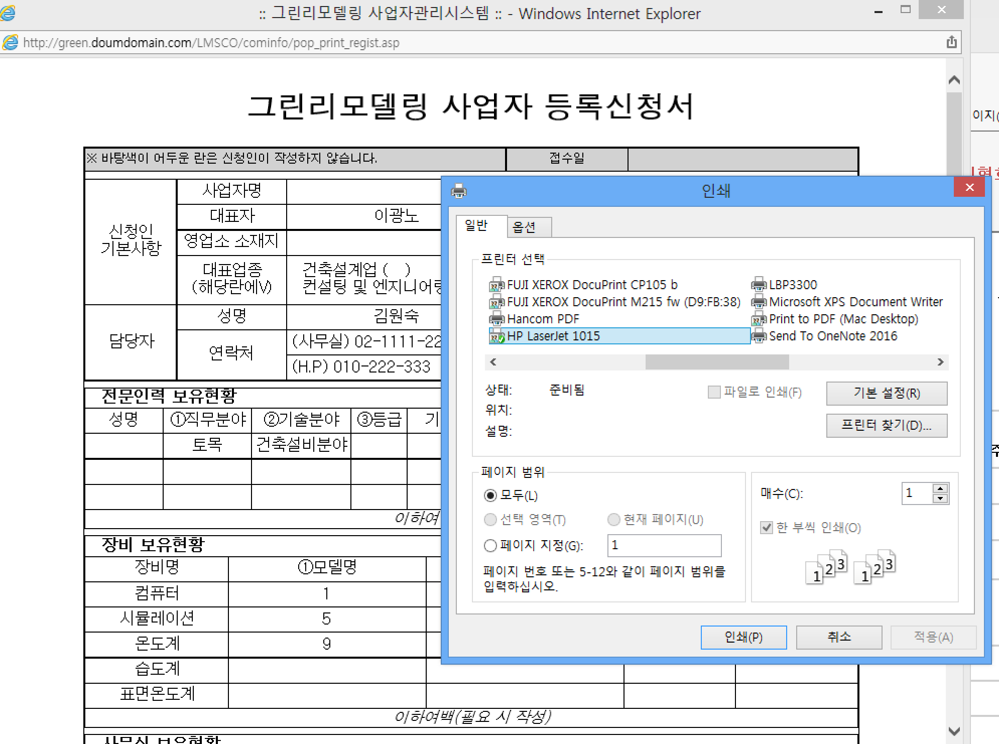 :: 그린리모델링 사업자관리시스템 :: - Windows Internet Explorer
http://green.doumdomain.com/LMSCO/cominfo/pop_print_regist.asp
그린리모델링 사업자 등록신청서
※ 바탕색이 어두운 란은 신청인이 작성하지 않습니다. 접수일
신청인
기본사항
사업자명
대표자 이광노
영업소 소재지
대표업종
(해당란에V)
건축설계업 ( )
컨설팅 및 엔지니어링
담당자
성명 김원숙
연락처
(사무실) 02-1111-22
(H.P) 010-222-333
전문인력 보유현황
성명 ①직무분야 ②기술분야 ③등급 기
토목 건축설비분야
이하여
장비 보유현황
장비명 ①모델명
컴퓨터 1
시뮬레이션 5
온도계 9
습도계
표면온도계
이하여백(필요 시 작성)
사무실 보유현황
인쇄
일반 옵션
프린터 선택
FUJI XEROX DocuPrint CP105 b
FUJI XEROX DocuPrint M215 fw (D9:FB:38)
Hancom PDF
HP LaserJet 1015
LBP3300
Microsoft XPS Document Writer
Print to PDF (Mac Desktop)
Send To OneNote 2016
상태: 준비됨
위치:
설명:
파일로 인쇄(F)
기본 설정(R)
프린터 찾기(D)...
페이지 범위
모두(L)
선택 영역(T) 현재 페이지(U)
페이지 지정(G): 1
페이지 번호 또는 5-12와 같이 페이지 범위를
입력하십시오.
매수(C): 1
한 부씩 인쇄(O)
1 2 3 1 2 3
인쇄(P) 취소 적용(A)
이지(